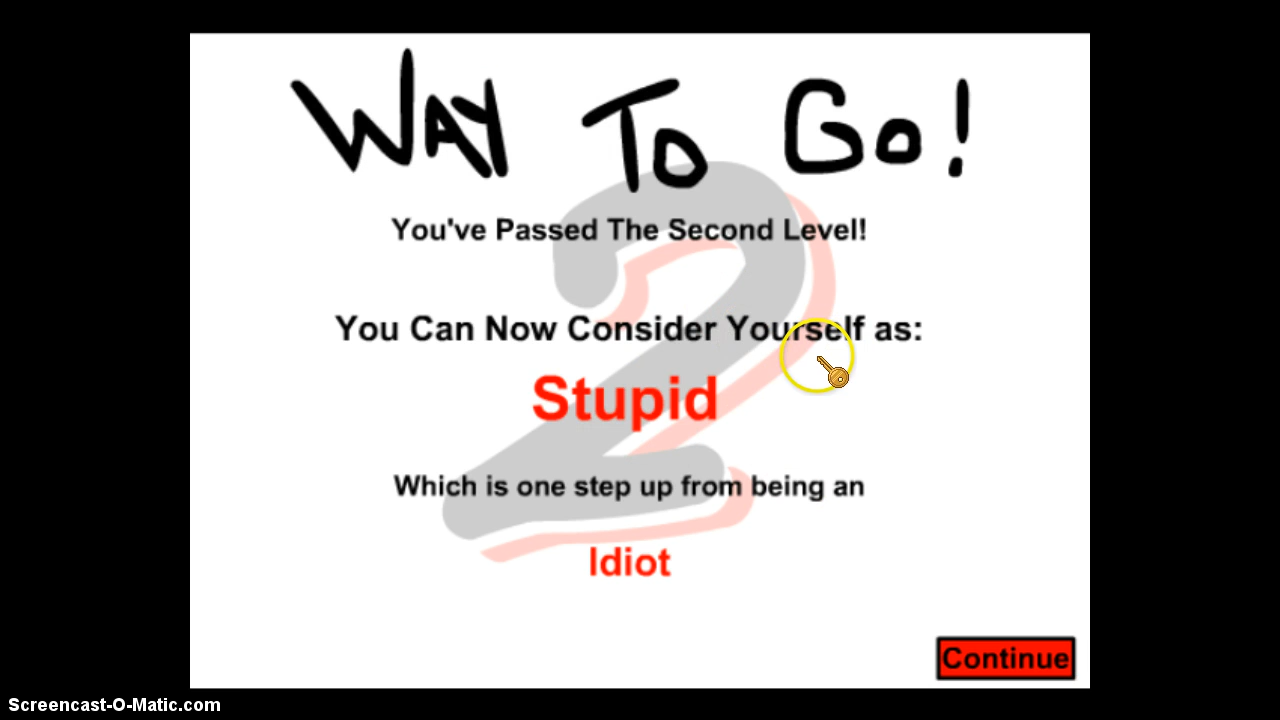 WAY TO GO!
2
You've Passed The Second Level!
You Can Now Consider Yourself as:
Stupid
Which is one step up from being an
Idiot
Continue
Screencast-O-Matic.com